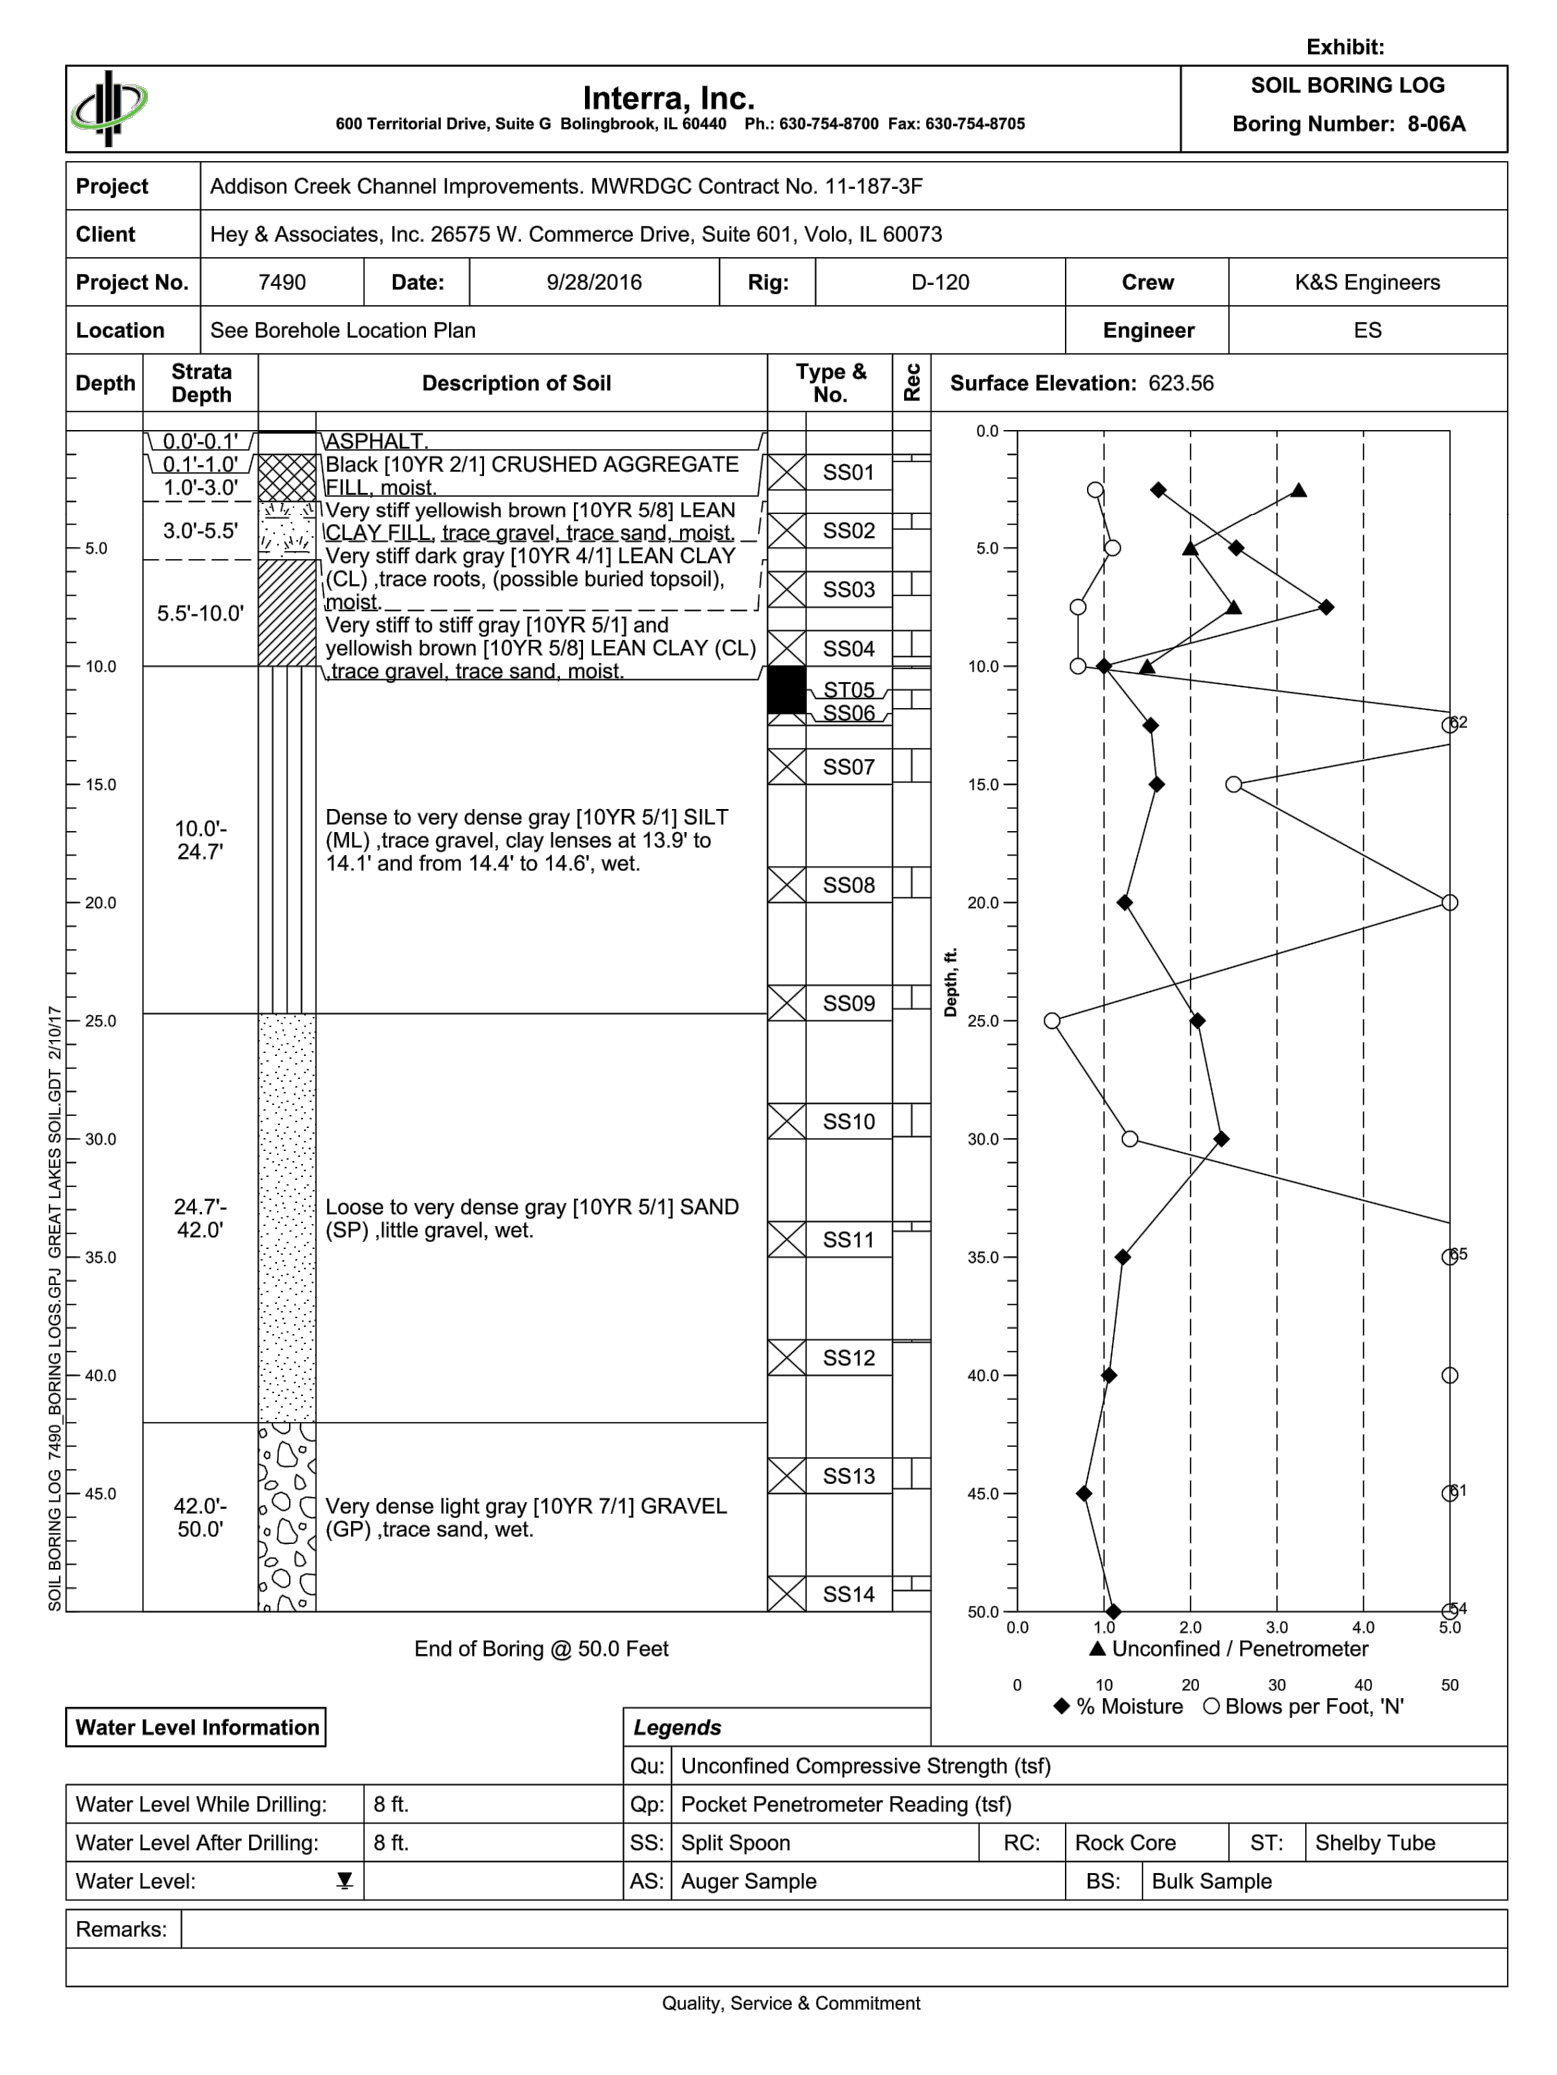 Exhibit:
Interra, Inc.
600 Territorial Drive, Suite G  Bolingbrook, IL 60440    Ph.: 630-754-8700  Fax: 630-754-8705
SOIL BORING LOG
Boring Number:  8-06A
Project Addison Creek Channel Improvements. MWRDGC Contract No. 11-187-3F
Client Hey & Associates, Inc. 26575 W. Commerce Drive, Suite 601, Volo, IL 60073
Project No. 7490 Date: 9/28/2016 Rig: D-120 Crew K&S Engineers
Location See Borehole Location Plan Engineer ES
Depth Strata Depth Description of Soil Type & No. Rec Surface Elevation: 623.56
0.0'-0.1' ASPHALT.
0.1'-1.0' Black [10YR 2/1] CRUSHED AGGREGATE
FILL, moist.
SS01
1.0'-3.0' Very stiff yellowish brown [10YR 5/8] LEAN
CLAY FILL, trace gravel, trace sand, moist.
SS02
3.0'-5.5' Very stiff dark gray [10YR 4/1] LEAN CLAY
(CL) ,trace roots, (possible buried topsoil),
moist.
5.0
SS03
5.5'-10.0' Very stiff to stiff gray [10YR 5/1] and
yellowish brown [10YR 5/8] LEAN CLAY (CL)
,trace gravel, trace sand, moist.
SS04
10.0
ST05
SS06
SS07
15.0
10.0'-
24.7'
Dense to very dense gray [10YR 5/1] SILT
(ML) ,trace gravel, clay lenses at 13.9' to
14.1' and from 14.4' to 14.6', wet.
SS08
20.0
SS09
25.0
SS10
30.0
24.7'-
42.0'
Loose to very dense gray [10YR 5/1] SAND
(SP) ,little gravel, wet.
SS11
35.0
SS12
40.0
SS13
45.0
42.0'-
50.0'
Very dense light gray [10YR 7/1] GRAVEL
(GP) ,trace sand, wet.
SS14
End of Boring @ 50.0 Feet
Depth, ft.
0.0
5.0
10.0
62
15.0
20.0
25.0
30.0
35.0
65
40.0
45.0
61
50.0
54
0.0 1.0 2.0 3.0 4.0 5.0
▲ Unconfined / Penetrometer
0 10 20 30 40 50
◆ % Moisture ○ Blows per Foot, 'N'
SOIL BORING LOG  7490_BORING LOGS.GPJ  GREAT LAKES SOIL.GDT  2/10/17
Water Level Information
Water Level While Drilling: 8 ft.
Water Level After Drilling: 8 ft.
Water Level:
Legends
Qu: Unconfined Compressive Strength (tsf)
Qp: Pocket Penetrometer Reading (tsf)
SS: Split Spoon RC: Rock Core ST: Shelby Tube
AS: Auger Sample BS: Bulk Sample
Remarks:
Quality, Service & Commitment